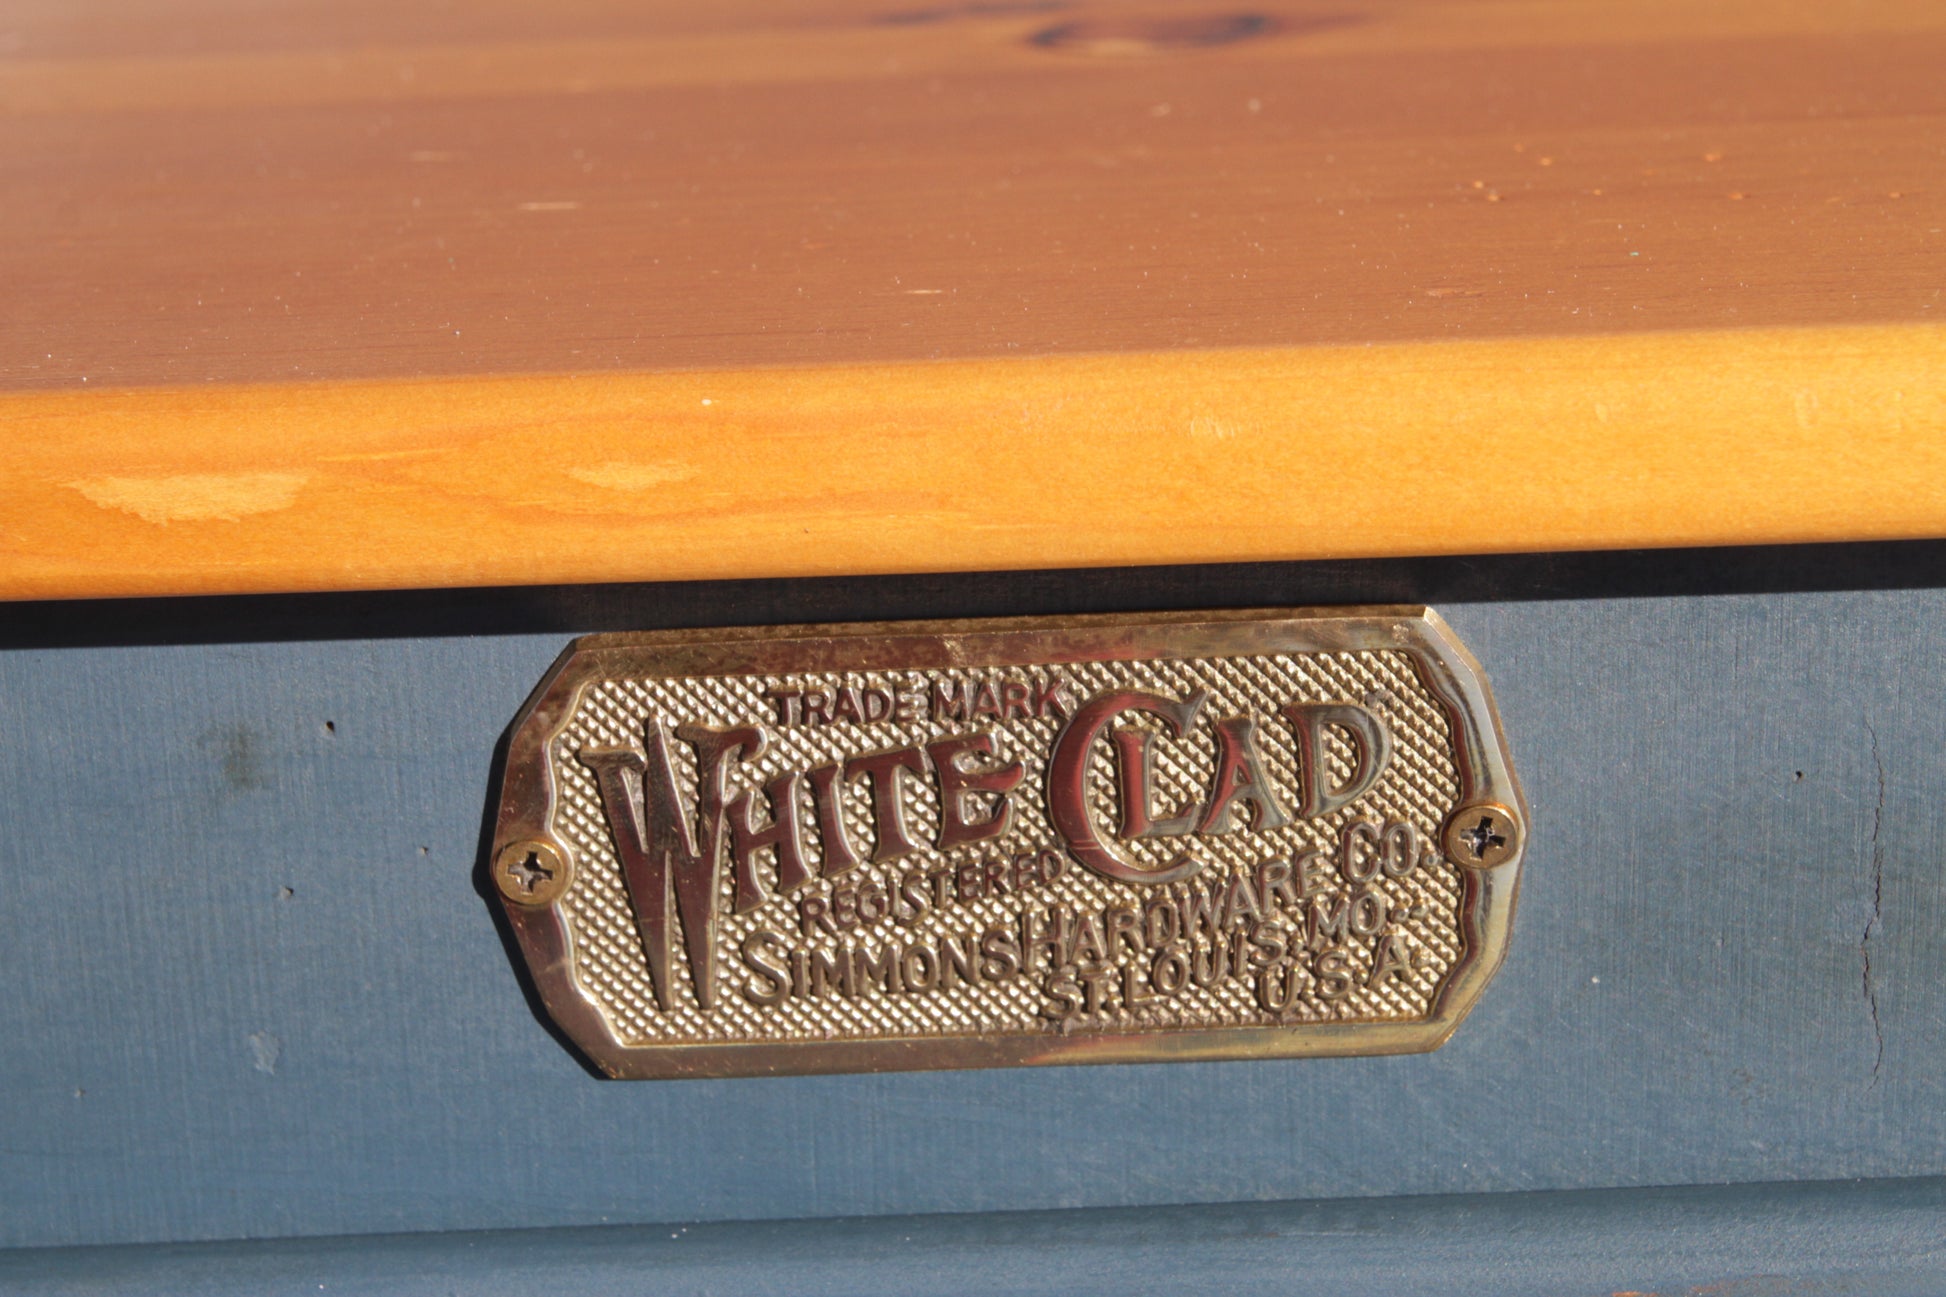 TRADE MARK
WHITE CLAD
REGISTERED
SIMMONS HARDWARE CO.
ST. LOUIS, MO.
U.S.A.